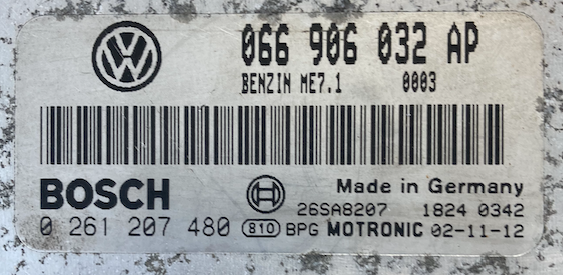 066 906 032 AP
BENZIN ME7.1 0003
BOSCH Made in Germany
26SA8207 1824 0342
0 261 207 480 810 BPG MOTRONIC 02-11-12